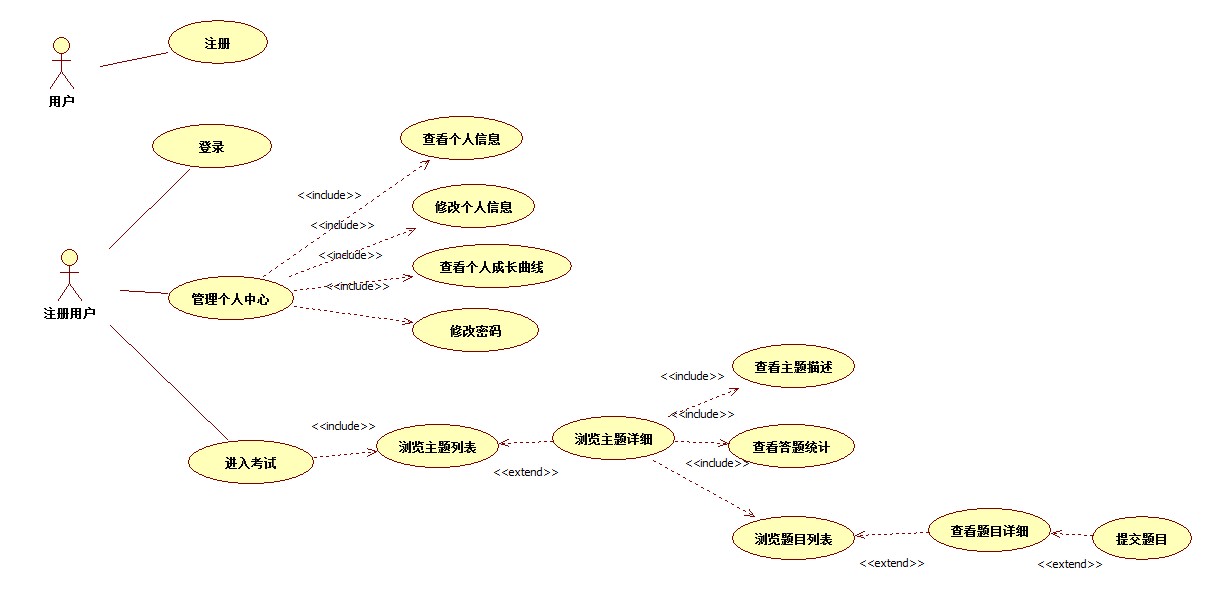 注册
用户
登录
查看个人信息
<<include>>
修改个人信息
<<include>>
<<include>>
查看个人成长曲线
<<include>>
管理个人中心
注册用户
修改密码
查看主题描述
<<include>>
<<include>>
<<include>>
浏览主题列表
浏览主题详细
查看答题统计
进入考试
<<extend>>
<<include>>
浏览题目列表
查看题目详细
提交题目
<<extend>>
<<extend>>